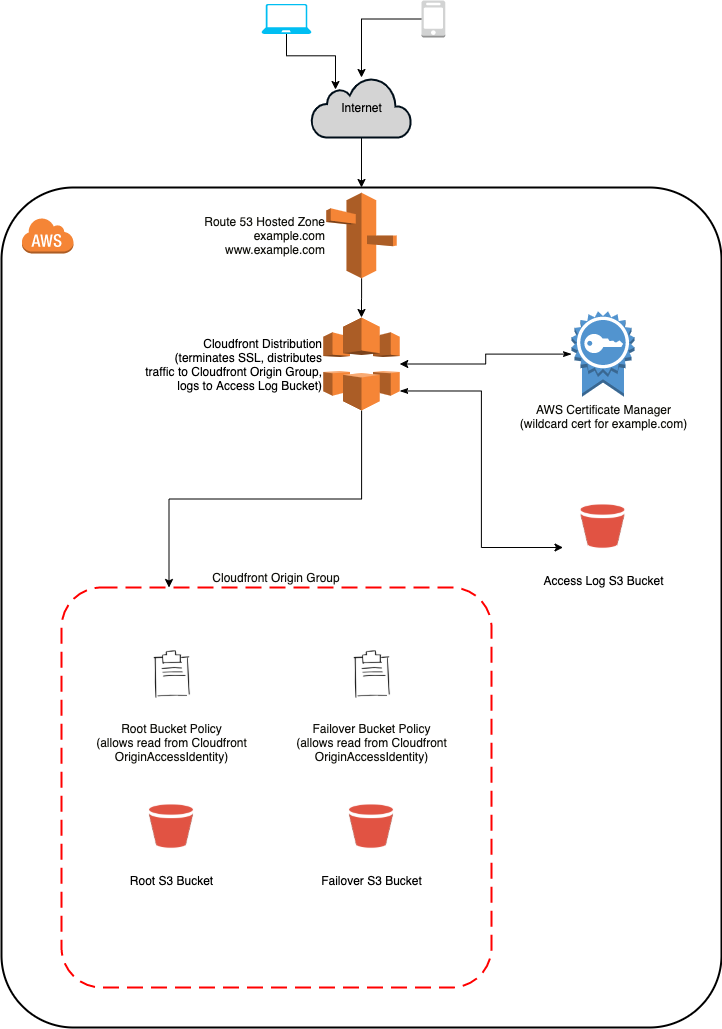 Internet
AWS
Route 53 Hosted Zone
example.com
www.example.com
Cloudfront Distribution
(terminates SSL, distributes
traffic to Cloudfront Origin Group,
logs to Access Log Bucket)
AWS Certificate Manager
(wildcard cert for example.com)
Access Log S3 Bucket
Cloudfront Origin Group
Root Bucket Policy
(allows read from Cloudfront
OriginAccessIdentity)
Failover Bucket Policy
(allows read from Cloudfront
OriginAccessIdentity)
Root S3 Bucket
Failover S3 Bucket